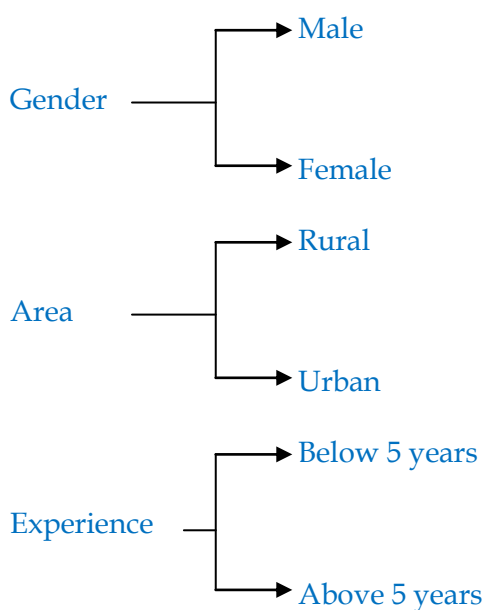 Male
Gender
Female
Rural
Area
Urban
Below 5 years
Experience
Above 5 years